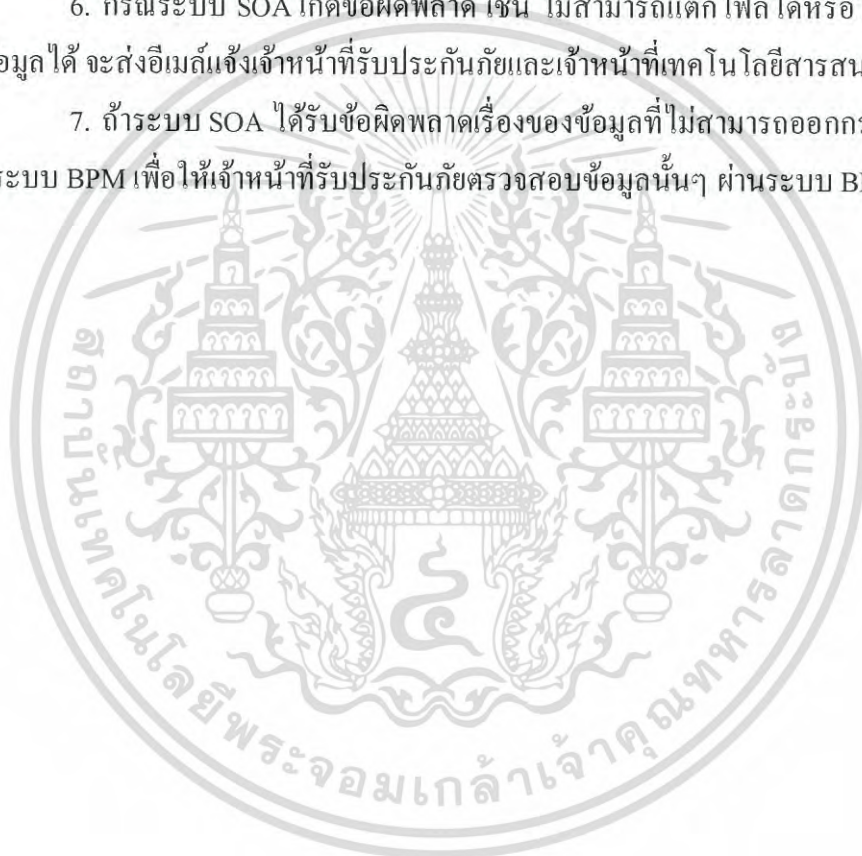 6. กรณีระบบ SOA เกิดข้อผิดพลาด เช่น ไม่สามารถแตกไฟล์ได้หรือ
อมูลได้ จะส่งอีเมล์แจ้งเจ้าหน้าที่รับประกันภัยและเจ้าหน้าที่เทคโนโลยีสารสน
7. ถ้าระบบ SOA ได้รับข้อผิดพลาดเรื่องของข้อมูลที่ไม่สามารถออกกร
ระบบ BPM เพื่อให้เจ้าหน้าที่รับประกันภัยตรวจสอบข้อมูลนั้นๆ ผ่านระบบ
สถาบันเทคโนโลยีพระจอมเกล้าเจ้าคุณทหารลาดกระบัง